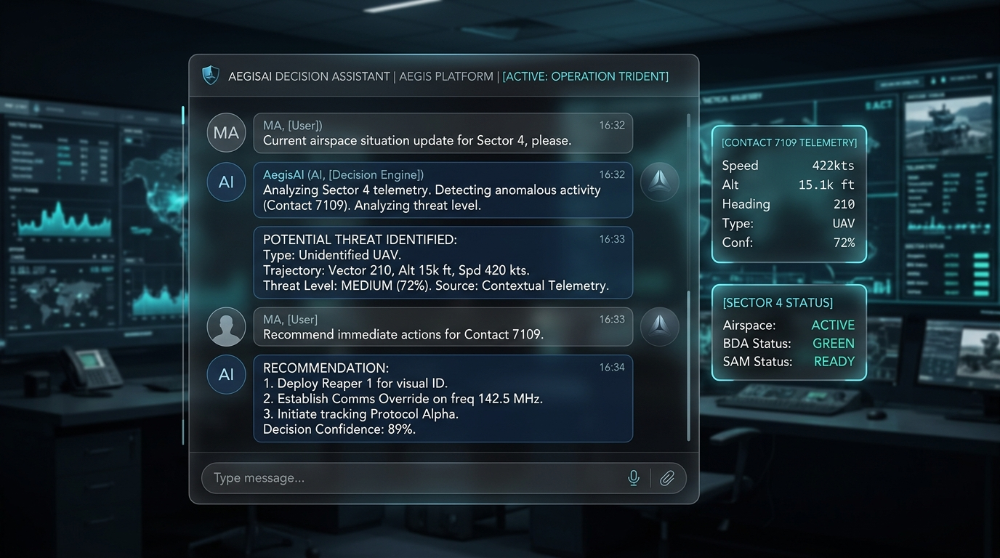 AEGISAI DECISION ASSISTANT | AEGIS PLATFORM | [ACTIVE: OPERATION TRIDENT]
MA
MA, [User]) 16:32
Current airspace situation update for Sector 4, please.
AI
AegisAI (AI, [Decision Engine]) 16:32
Analyzing Sector 4 telemetry. Detecting anomalous activity
(Contact 7109). Analyzing threat level.
POTENTIAL THREAT IDENTIFIED: 16:33
Type: Unidentified UAV.
Trajectory: Vector 210, Alt 15k ft, Spd 420 kts.
Threat Level: MEDIUM (72%). Source: Contextual Telemetry.
MA, [User] 16:33
Recommend immediate actions for Contact 7109.
AI
RECOMMENDATION: 16:34
1. Deploy Reaper 1 for visual ID.
2. Establish Comms Override on freq 142.5 MHz.
3. Initiate tracking Protocol Alpha.
Decision Confidence: 89%.
Type message...
[CONTACT 7109 TELEMETRY]
Speed 422kts
Alt 15.1k ft
Heading 210
Type: UAV
Conf: 72%
[SECTOR 4 STATUS]
Airspace: ACTIVE
BDA Status: GREEN
SAM Status: READY